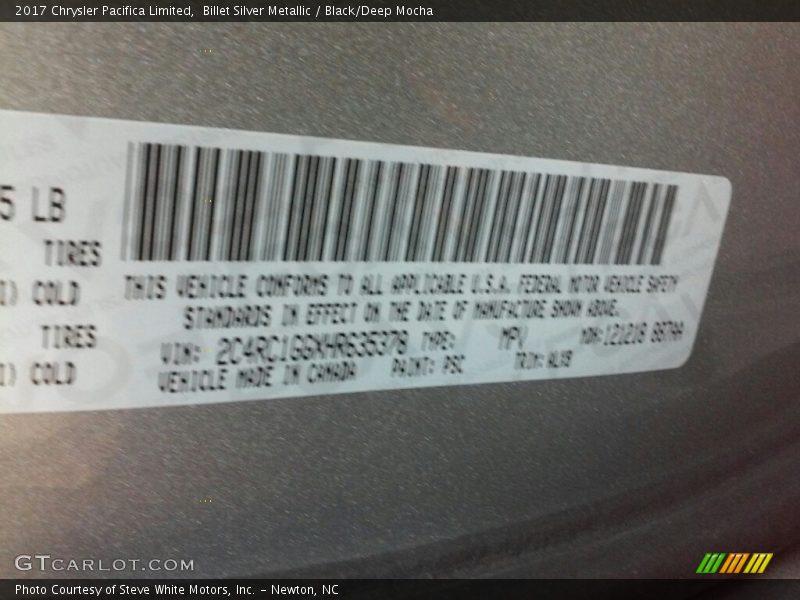 2017 Chrysler Pacifica Limited, Billet Silver Metallic / Black/Deep Mocha
5 LB
TIRES
COLD
TIRES
COLD
THIS VEHICLE CONFORMS TO ALL APPLICABLE U.S.A. FEDERAL MOTOR VEHICLE SAFETY
STANDARDS IN EFFECT ON THE DATE OF MANUFACTURE SHOWN ABOVE.
VIN: 2C4RC1GGXHR635378 TYPE: MPV
VEHICLE MADE IN CANADA PAINT: PSC TRIM:
GTCARLOT.COM
Photo Courtesy of Steve White Motors, Inc. – Newton, NC